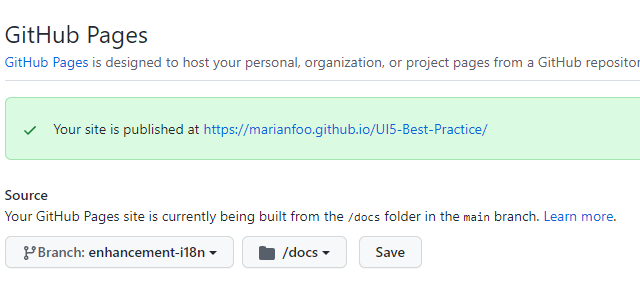 GitHub Pages
GitHub Pages is designed to host your personal, organization, or project pages from a GitHub
Your site is published at https://marianfoo.github.io/UI5-Best-Practice/
Source
Your GitHub Pages site is currently being built from the /docs folder in the main branch. Learn more.
Branch: enhancement-i18n /docs Save